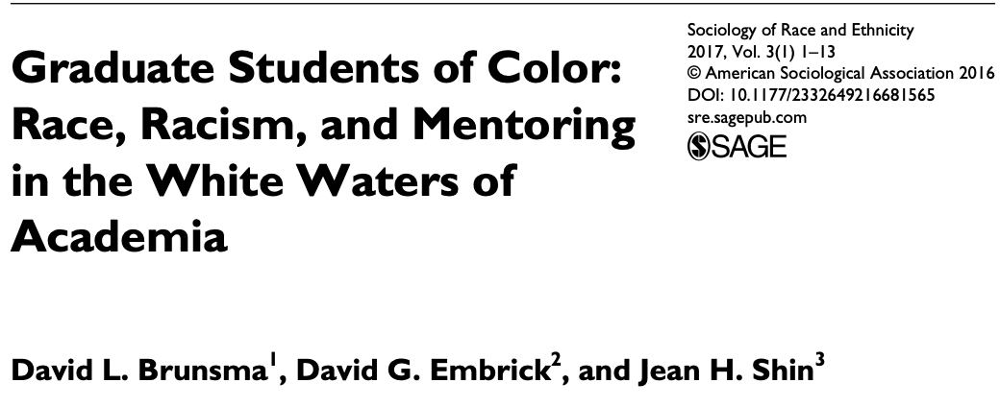 Sociology of Race and Ethnicity
2017, Vol. 3(1) 1–13
© American Sociological Association 2016
DOI: 10.1177/2332649216681565
sre.sagepub.com
SAGE
Graduate Students of Color:
Race, Racism, and Mentoring
in the White Waters of
Academia
David L. Brunsma1, David G. Embrick2, and Jean H. Shin3